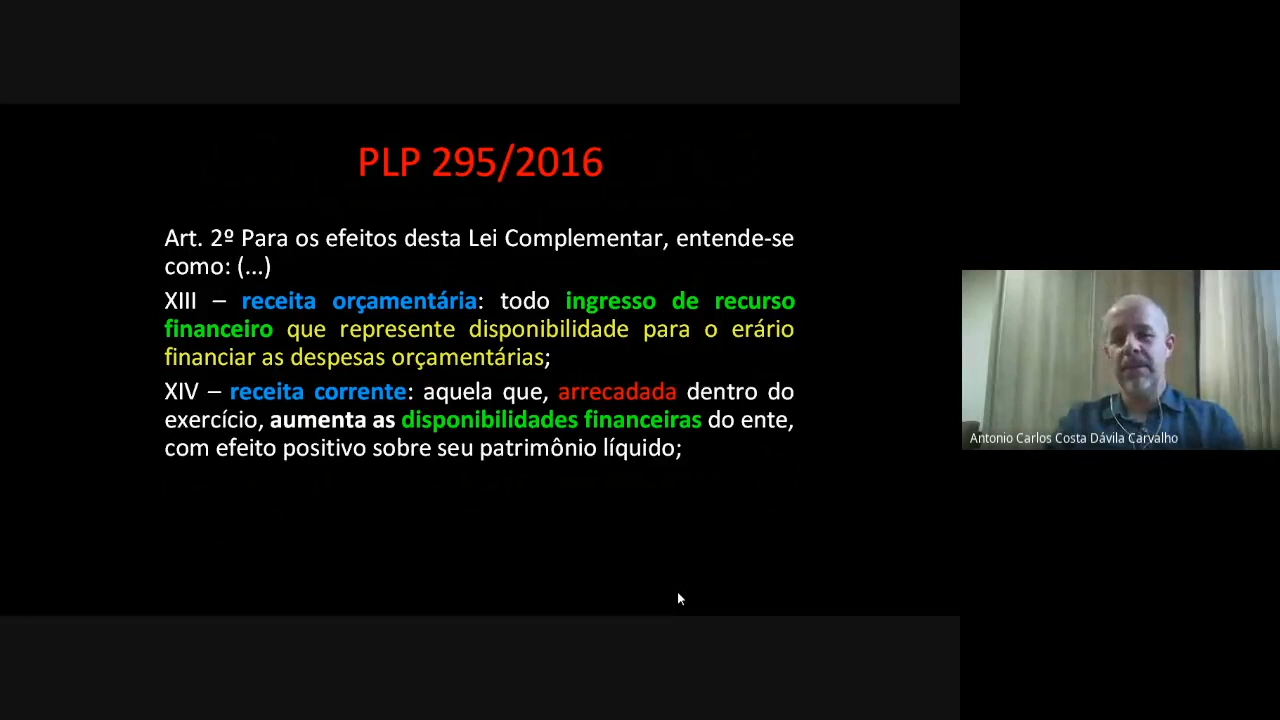 PLP 295/2016
Art. 2º Para os efeitos desta Lei Complementar, entende-se
como: (...)
XIII – receita orçamentária: todo ingresso de recurso
financeiro que represente disponibilidade para o erário
financiar as despesas orçamentárias;
XIV – receita corrente: aquela que, arrecadada dentro do
exercício, aumenta as disponibilidades financeiras do ente,
com efeito positivo sobre seu patrimônio líquido;
Antonio Carlos Costa Dávila Carvalho